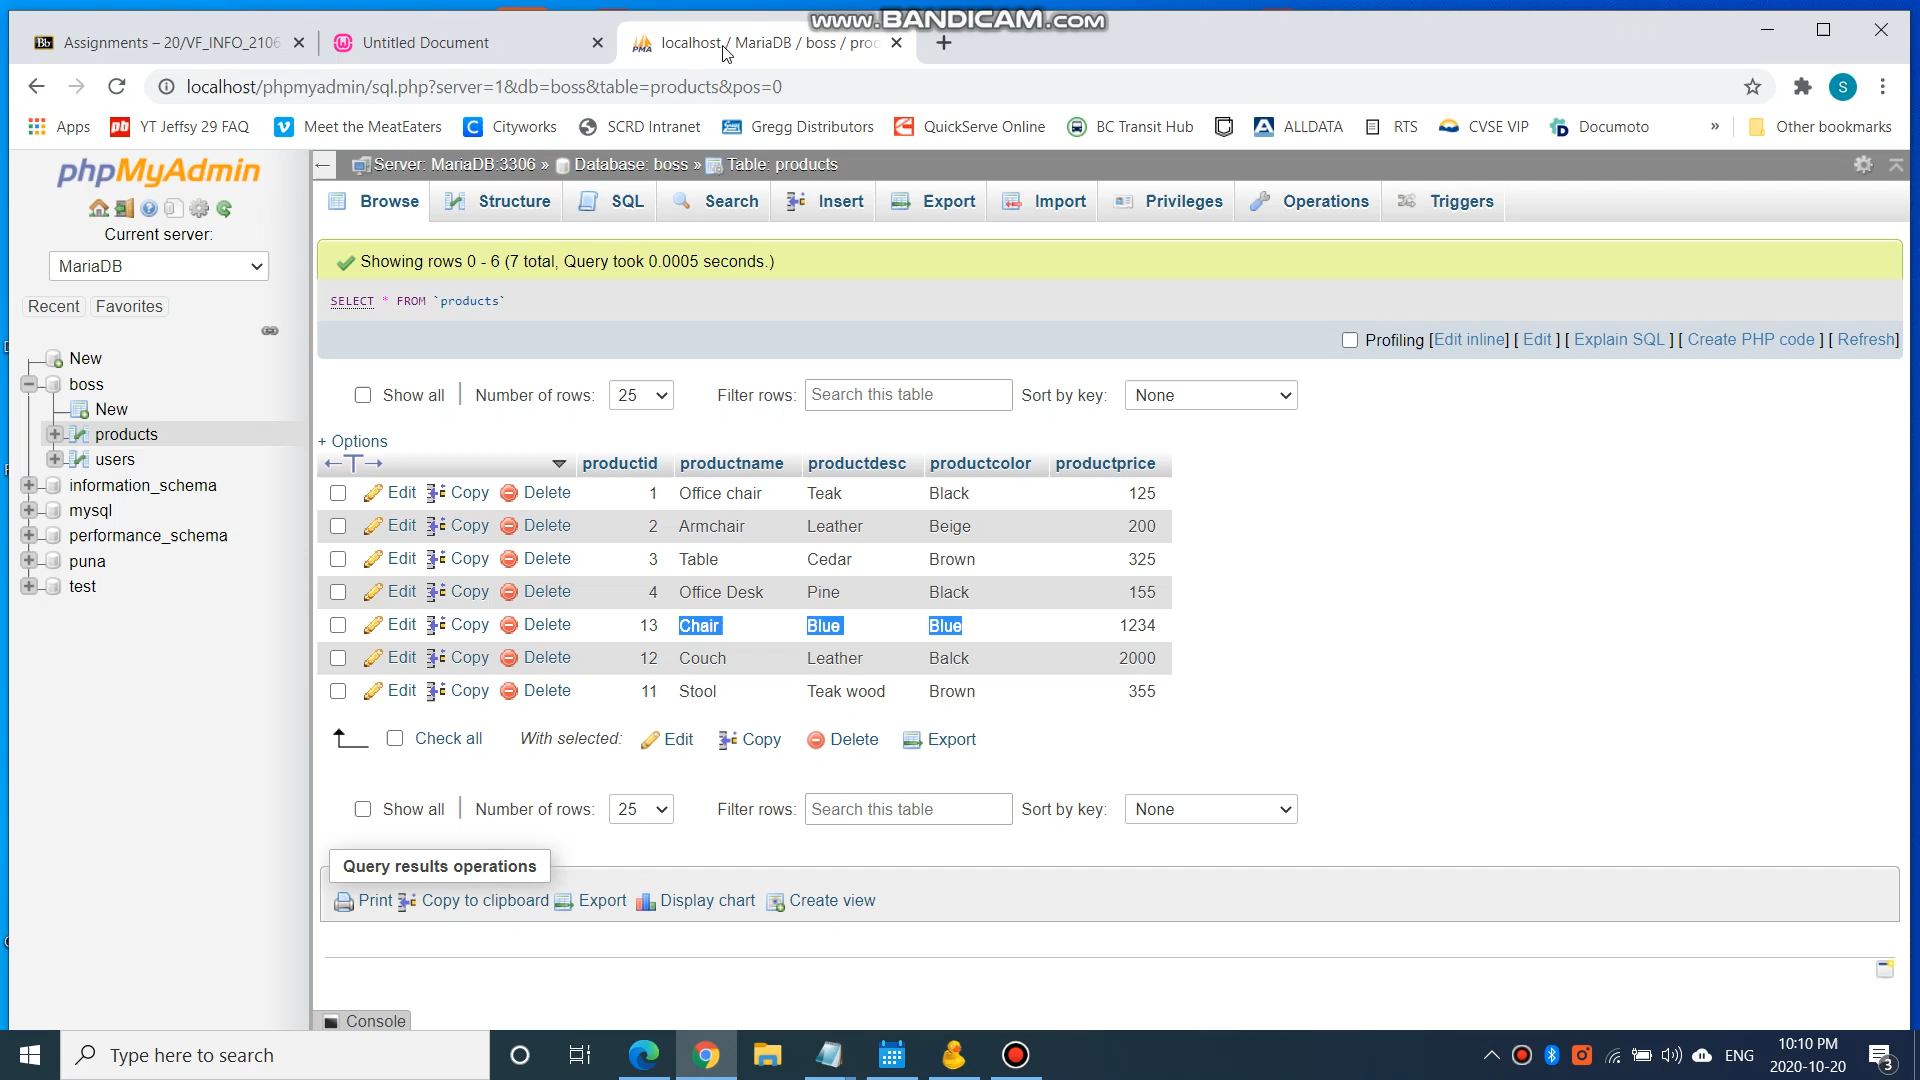 www.BANDICAM.com
Bb Assignments – 20/VF_INFO_2106
Untitled Document
localhost / MariaDB / boss / proc
localhost/phpmyadmin/sql.php?server=1&db=boss&table=products&pos=0
S
Apps
YT Jeffsy 29 FAQ
Meet the MeatEaters
Cityworks
SCRD Intranet
Gregg Distributors
QuickServe Online
BC Transit Hub
ALLDATA
RTS
CVSE VIP
Documoto
»
Other bookmarks
phpMyAdmin
Current server:
MariaDB
Recent Favorites
New
boss
New
products
users
information_schema
mysql
performance_schema
puna
test
Server: MariaDB:3306 » Database: boss » Table: products
Browse Structure SQL Search Insert Export Import Privileges Operations Triggers
Showing rows 0 - 6 (7 total, Query took 0.0005 seconds.)
SELECT * FROM `products`
Profiling [Edit inline] [ Edit ] [ Explain SQL ] [ Create PHP code ] [ Refresh]
Show all | Number of rows: 25 Filter rows: Search this table Sort by key: None
+ Options
←T→ productid productname productdesc productcolor productprice
Edit Copy Delete 1 Office chair Teak Black 125
Edit Copy Delete 2 Armchair Leather Beige 200
Edit Copy Delete 3 Table Cedar Brown 325
Edit Copy Delete 4 Office Desk Pine Black 155
Edit Copy Delete 13 Chair Blue Blue 1234
Edit Copy Delete 12 Couch Leather Balck 2000
Edit Copy Delete 11 Stool Teak wood Brown 355
Check all With selected: Edit Copy Delete Export
Show all | Number of rows: 25 Filter rows: Search this table Sort by key: None
Query results operations
Print Copy to clipboard Export Display chart Create view
Console
Type here to search
ENG
10:10 PM
2020-10-20
3